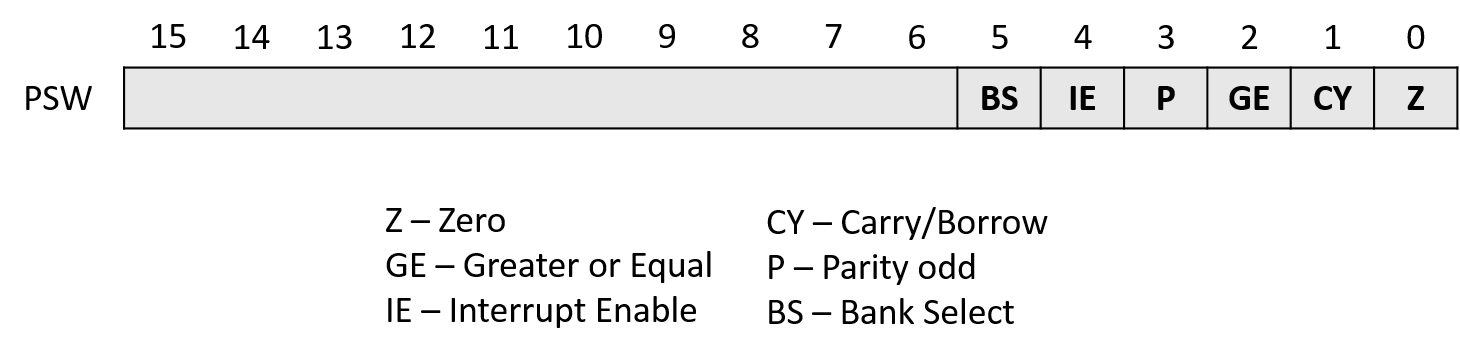 15 14 13 12 11 10 9 8 7 6 5 4 3 2 1 0
PSW BS IE P GE CY Z
Z – Zero CY – Carry/Borrow
GE – Greater or Equal P – Parity odd
IE – Interrupt Enable BS – Bank Select